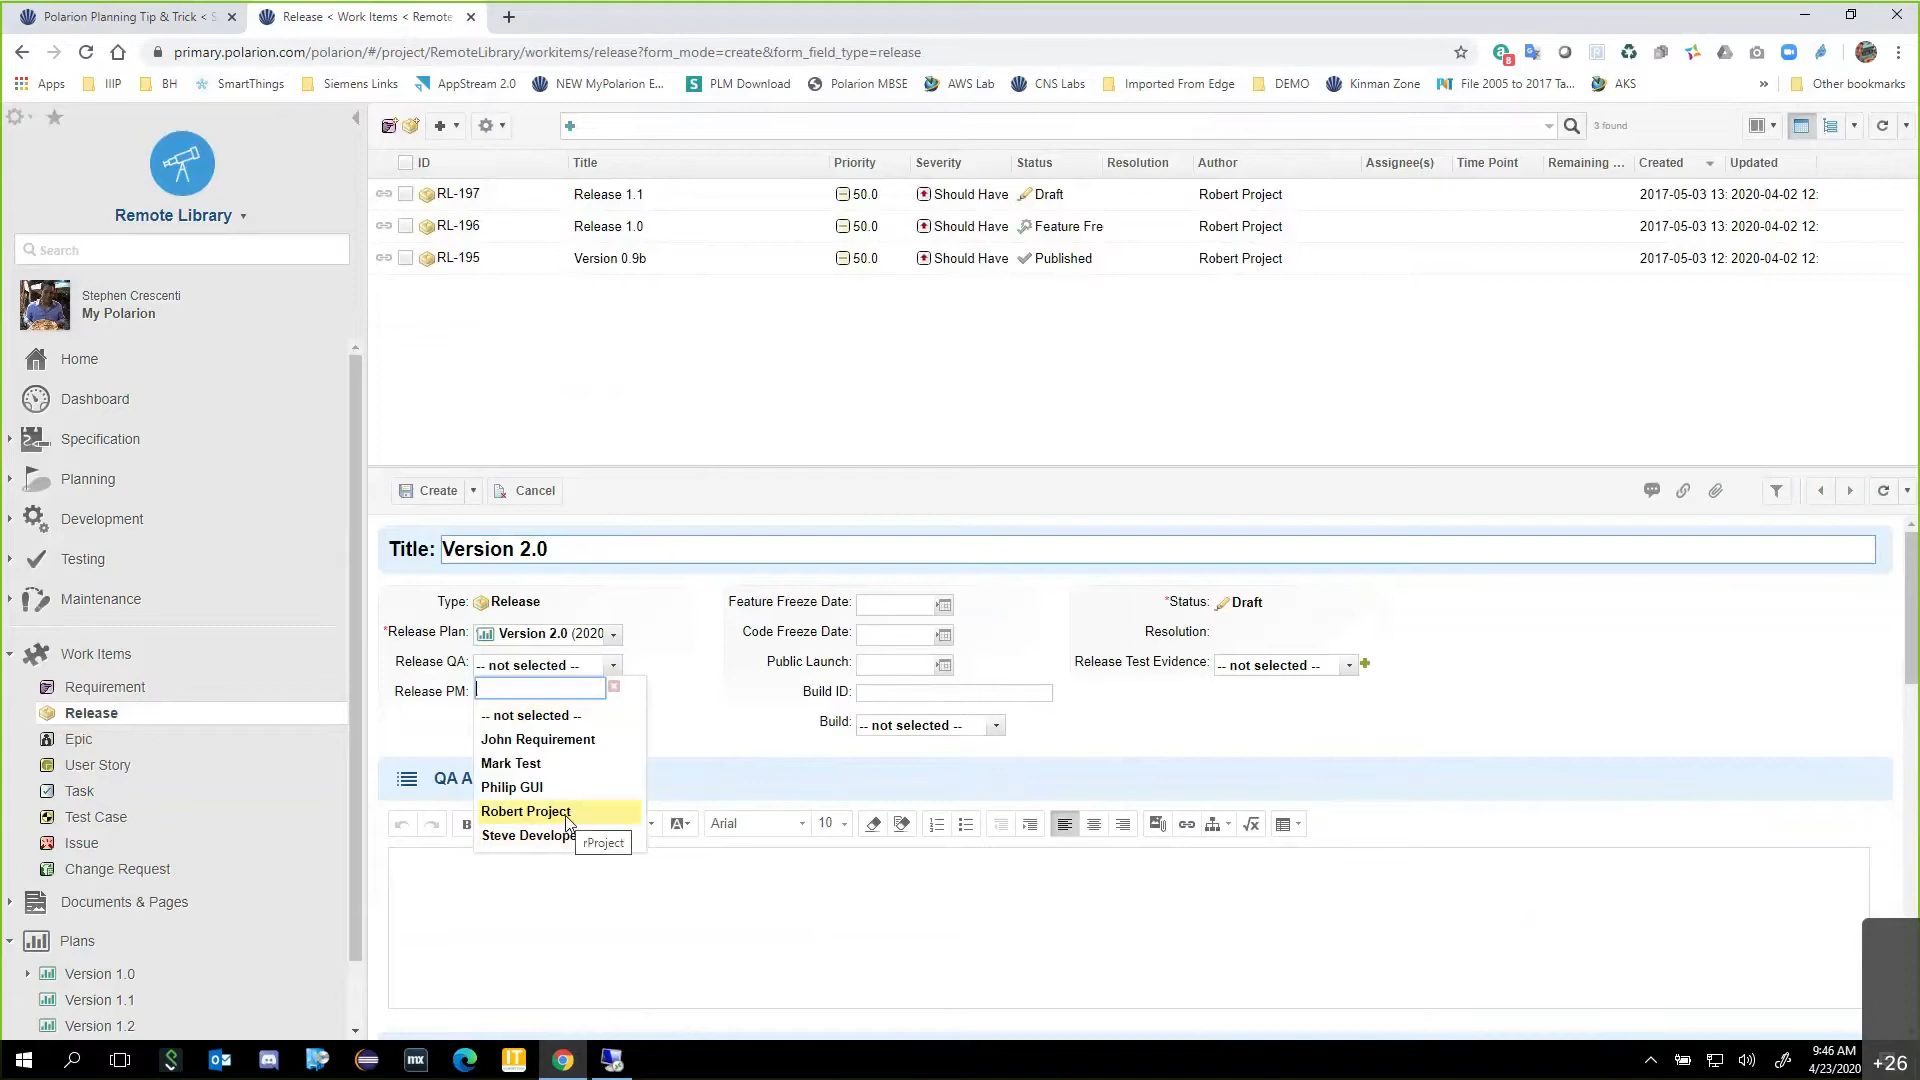 Polarion Planning Tip & Trick < S
Release < Work Items < Remote
primary.polarion.com/polarion/#/project/RemoteLibrary/workitems/release?form_mode=create&form_field_type=release
8
Apps
IIIP
BH
SmartThings
Siemens Links
AppStream 2.0
NEW MyPolarion E...
PLM Download
Polarion MBSE
AWS Lab
CNS Labs
Imported From Edge
DEMO
Kinman Zone
File 2005 to 2017 Ta...
AKS
»
Other bookmarks
Remote Library
Search
Stephen Crescenti
My Polarion
Home
Dashboard
Specification
Planning
Development
Testing
Maintenance
Work Items
Requirement
Release
Epic
User Story
Task
Test Case
Issue
Change Request
Documents & Pages
Plans
Version 1.0
Version 1.1
Version 1.2
3 found
ID Title Priority Severity Status Resolution Author Assignee(s) Time Point Remaining ... Created Updated
RL-197 Release 1.1 50.0 Should Have Draft Robert Project 2017-05-03 13: 2020-04-02 12:
RL-196 Release 1.0 50.0 Should Have Feature Fre Robert Project 2017-05-03 13: 2020-04-02 12:
RL-195 Version 0.9b 50.0 Should Have Published Robert Project 2017-05-03 12: 2020-04-02 12:
Create Cancel
Title: Version 2.0
Type: Release
*Release Plan: Version 2.0 (2020
Release QA: -- not selected --
Release PM:
-- not selected --
John Requirement
Mark Test
Philip GUI
Robert Project
Steve Develope
rProject
Feature Freeze Date:
Code Freeze Date:
Public Launch:
Build ID:
Build: -- not selected --
*Status: Draft
Resolution:
Release Test Evidence: -- not selected --
QA A
B
A
Arial
10
mx
IT
9:46 AM
4/23/2020
+26